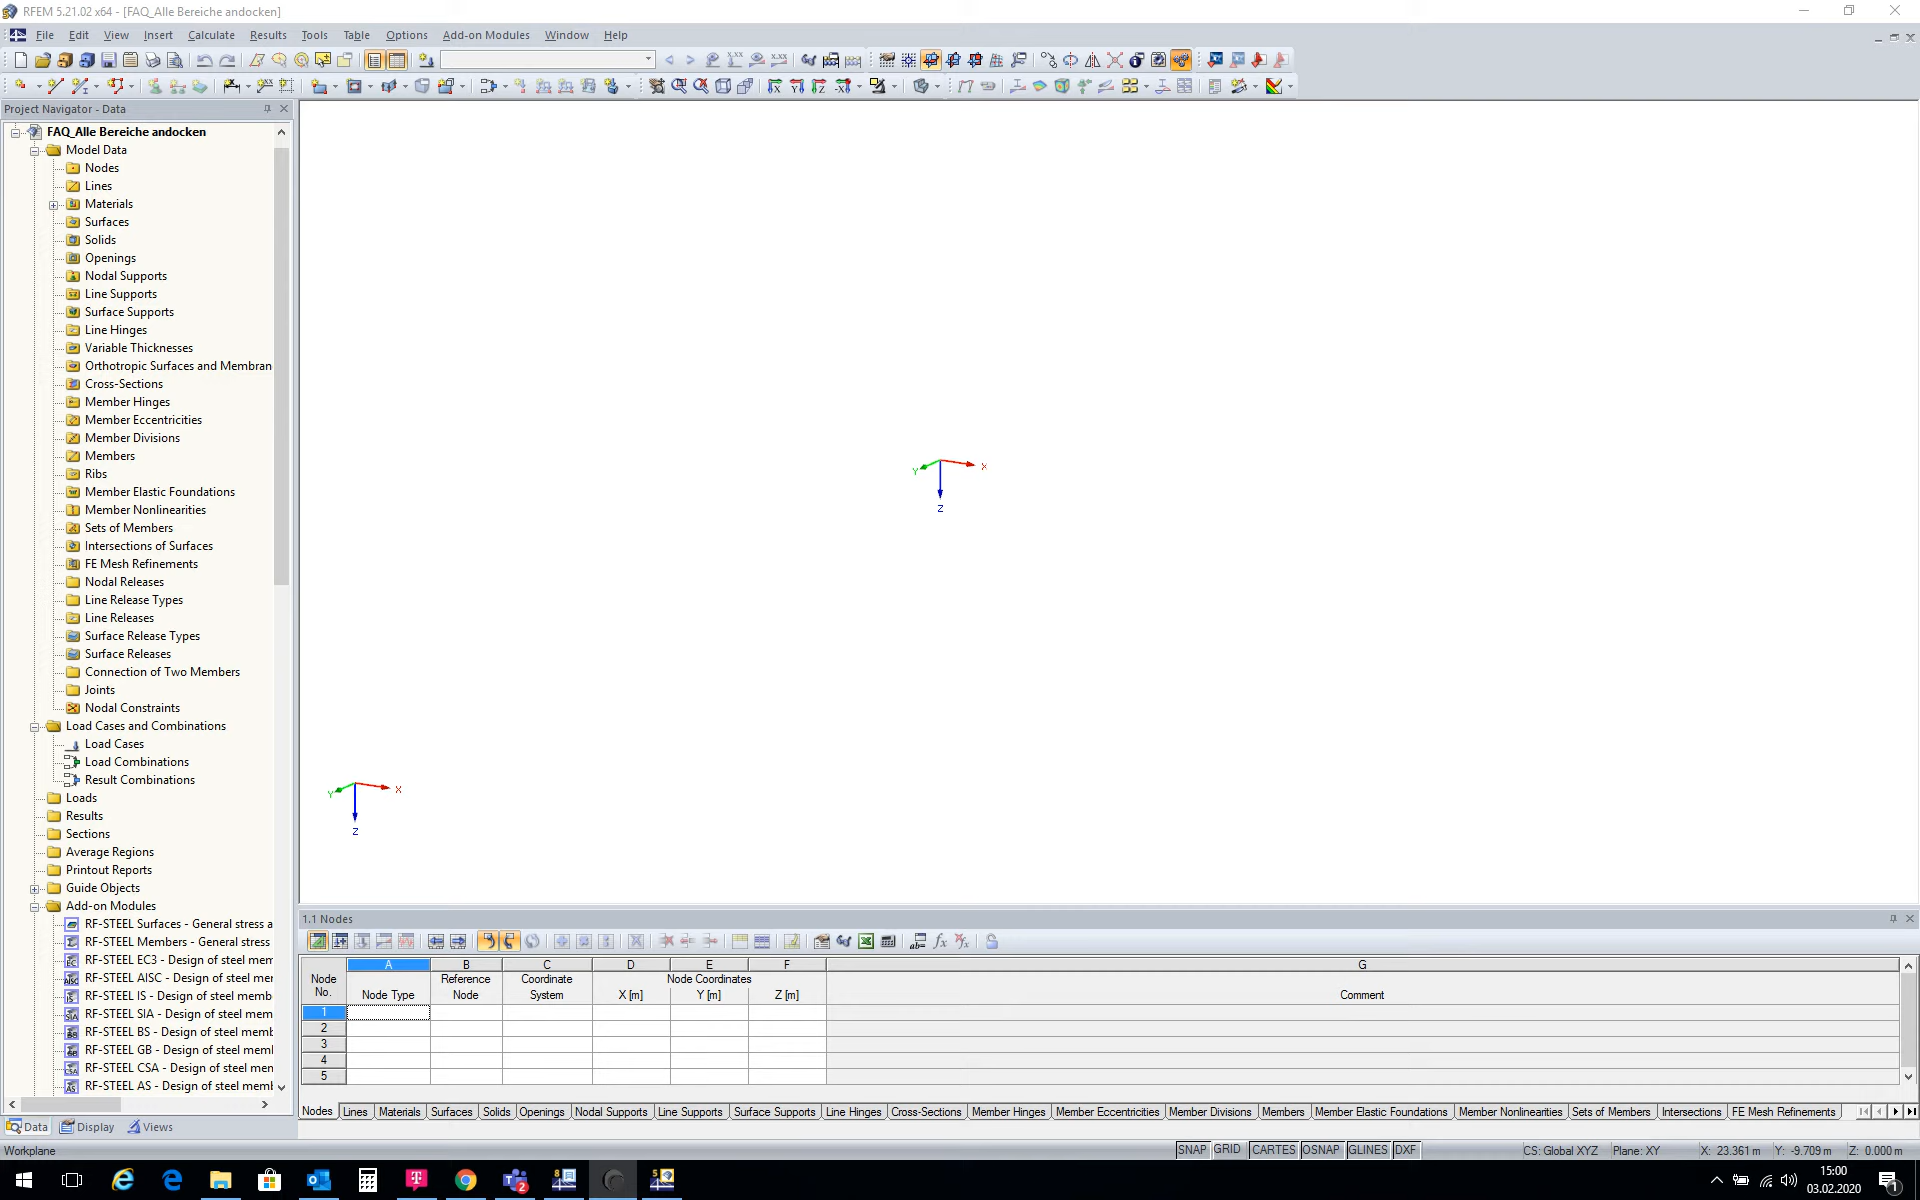 RFEM 5.21.02 x64 - [FAQ_Alle Bereiche andocken]
File Edit View Insert Calculate Results Tools Table Options Add-on Modules Window Help
Project Navigator - Data
FAQ_Alle Bereiche andocken
Model Data
Nodes
Lines
Materials
Surfaces
Solids
Openings
Nodal Supports
Line Supports
Surface Supports
Line Hinges
Variable Thicknesses
Orthotropic Surfaces and Membran
Cross-Sections
Member Hinges
Member Eccentricities
Member Divisions
Members
Ribs
Member Elastic Foundations
Member Nonlinearities
Sets of Members
Intersections of Surfaces
FE Mesh Refinements
Nodal Releases
Line Release Types
Line Releases
Surface Release Types
Surface Releases
Connection of Two Members
Joints
Nodal Constraints
Load Cases and Combinations
Load Cases
Load Combinations
Result Combinations
Loads
Results
Sections
Average Regions
Printout Reports
Guide Objects
Add-on Modules
RF-STEEL Surfaces - General stress a
RF-STEEL Members - General stress
RF-STEEL EC3 - Design of steel mem
RF-STEEL AISC - Design of steel mer
RF-STEEL IS - Design of steel memb
RF-STEEL SIA - Design of steel mem
RF-STEEL BS - Design of steel memb
RF-STEEL GB - Design of steel meml
RF-STEEL CSA - Design of steel mer
RF-STEEL AS - Design of steel memb
Data Display Views
Y X
Z
Y X
Z
1.1 Nodes
A B C D E F G
Node Reference Coordinate Node Coordinates
No. Node Type Node System X [m] Y [m] Z [m] Comment
1
2
3
4
5
Nodes Lines Materials Surfaces Solids Openings Nodal Supports Line Supports Surface Supports Line Hinges Cross-Sections Member Hinges Member Eccentricities Member Divisions Members Member Elastic Foundations Member Nonlinearities Sets of Members Intersections FE Mesh Refinements
Workplane SNAP GRID CARTES OSNAP GLINES DXF CS: Global XYZ Plane: XY X: 23.361 m Y: -9.709 m Z: 0.000 m
15:00
03.02.2020